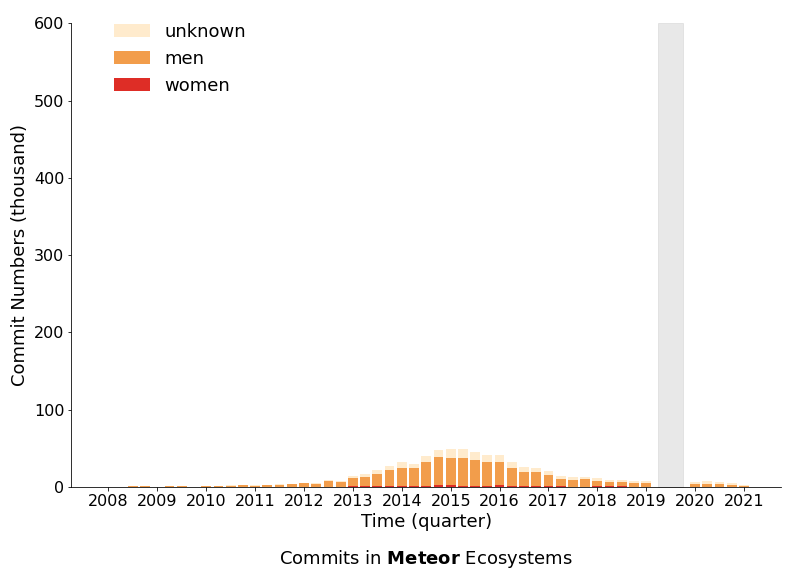 600
500
400
300
200
100
0
Commit Numbers (thousand)
unknown
men
women
2008 2009 2010 2011 2012 2013 2014 2015 2016 2017 2018 2019 2020 2021
Time (quarter)
Commits in Meteor Ecosystems